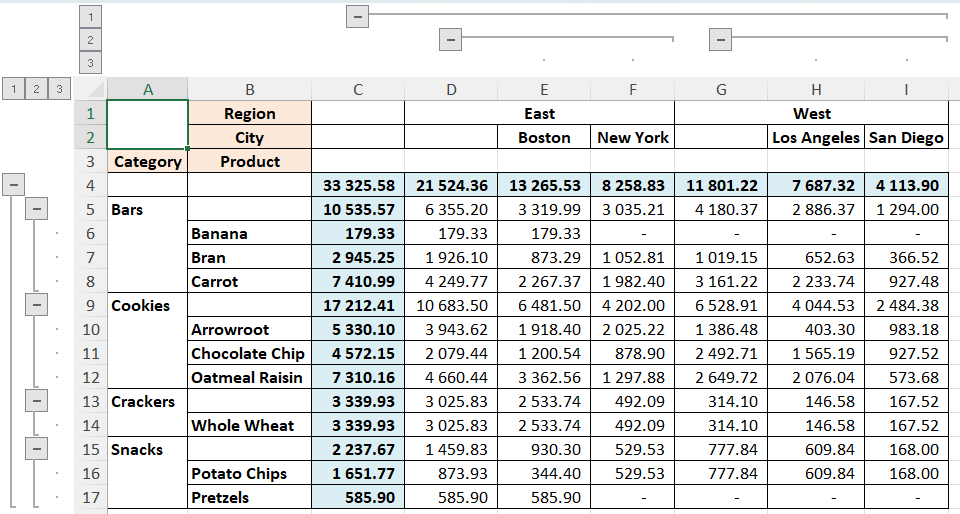 1
2
3
1 2 3 A B C D E F G H I
1 Region East West
2 City Boston New York Los Angeles San Diego
3 Category Product
4 33 325.58 21 524.36 13 265.53 8 258.83 11 801.22 7 687.32 4 113.90
5 Bars 10 535.57 6 355.20 3 319.99 3 035.21 4 180.37 2 886.37 1 294.00
6 Banana 179.33 179.33 179.33 - - - -
7 Bran 2 945.25 1 926.10 873.29 1 052.81 1 019.15 652.63 366.52
8 Carrot 7 410.99 4 249.77 2 267.37 1 982.40 3 161.22 2 233.74 927.48
9 Cookies 17 212.41 10 683.50 6 481.50 4 202.00 6 528.91 4 044.53 2 484.38
10 Arrowroot 5 330.10 3 943.62 1 918.40 2 025.22 1 386.48 403.30 983.18
11 Chocolate Chip 4 572.15 2 079.44 1 200.54 878.90 2 492.71 1 565.19 927.52
12 Oatmeal Raisin 7 310.16 4 660.44 3 362.56 1 297.88 2 649.72 2 076.04 573.68
13 Crackers 3 339.93 3 025.83 2 533.74 492.09 314.10 146.58 167.52
14 Whole Wheat 3 339.93 3 025.83 2 533.74 492.09 314.10 146.58 167.52
15 Snacks 2 237.67 1 459.83 930.30 529.53 777.84 609.84 168.00
16 Potato Chips 1 651.77 873.93 344.40 529.53 777.84 609.84 168.00
17 Pretzels 585.90 585.90 585.90 - - - -